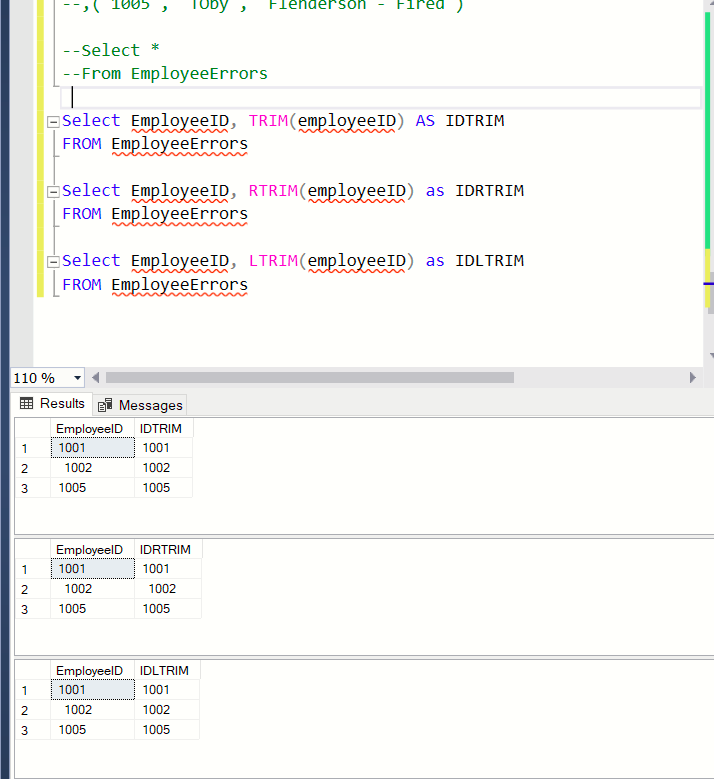 --,('1005', 'TOby', 'Flenderson - Fired')
--Select *
--From EmployeeErrors
Select EmployeeID, TRIM(employeeID) AS IDTRIM
FROM EmployeeErrors
Select EmployeeID, RTRIM(employeeID) as IDRTRIM
FROM EmployeeErrors
Select EmployeeID, LTRIM(employeeID) as IDLTRIM
FROM EmployeeErrors
110 %
Results Messages
EmployeeID IDTRIM
1 1001 1001
2 1002 1002
3 1005 1005
EmployeeID IDRTRIM
1 1001 1001
2 1002 1002
3 1005 1005
EmployeeID IDLTRIM
1 1001 1001
2 1002 1002
3 1005 1005